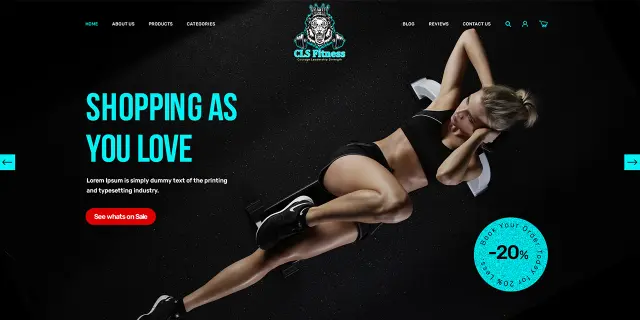 HOME ABOUT US PRODUCTS CATEGORIES
BLOG REVIEWS CONTACT US
CLS Fitness
Courage Leadership Strength
SHOPPING AS
YOU LOVE
Lorem Ipsum is simply dummy text of the printing
and typesetting industry.
See whats on Sale
Book Your Order Today for 20% Less
-20%